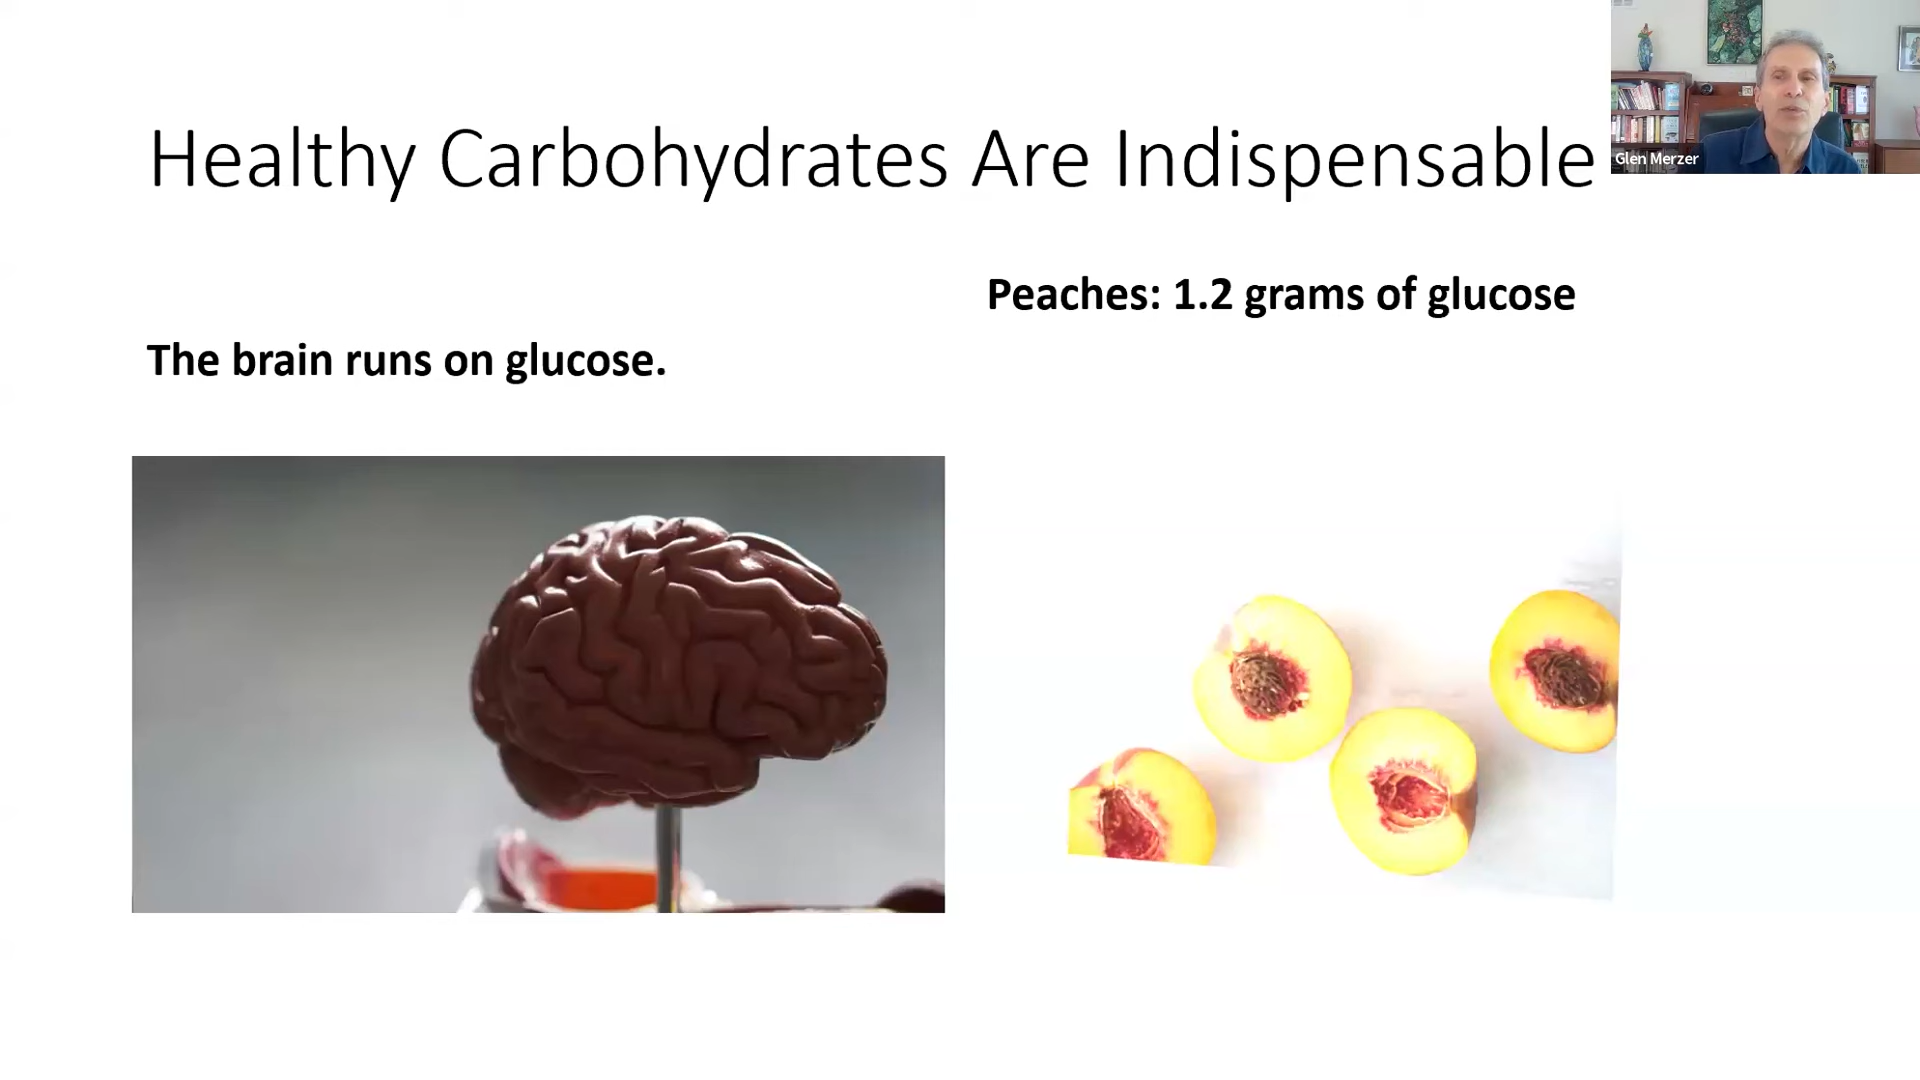 Healthy Carbohydrates Are Indispensable
Glen Merzer
Peaches: 1.2 grams of glucose
The brain runs on glucose.